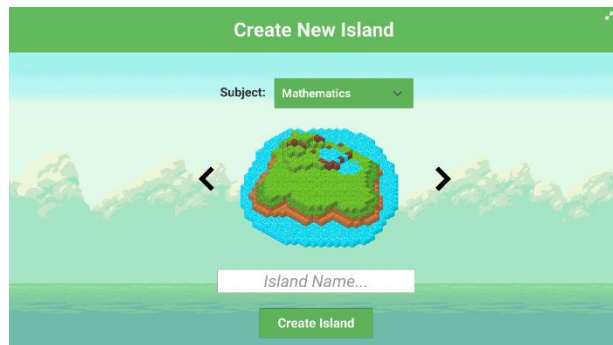 Create New Island
Subject: Mathematics
Island Name...
Create Island